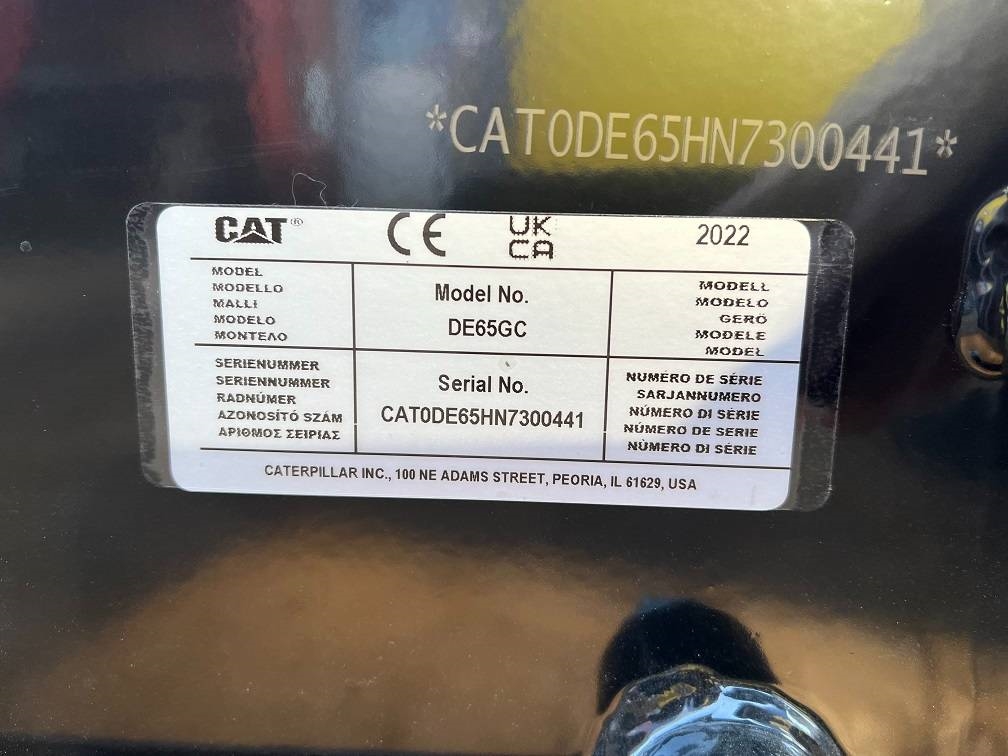 *CAT0DE65HN7300441*
CAT® CE UK CA 2022
MODEL
MODELLO
MALLI
MODELO
ΜΟΝΤΕΛΟ
Model No.
DE65GC
MODELL
MODELO
GERÖ
MODELE
MODEL
SERIENUMMER
SERIENNUMMER
RADNÚMER
AZONOSÍTÓ SZÁM
ΑΡΙΘΜΟΣ ΣΕΙΡΙΑΣ
Serial No.
CAT0DE65HN7300441
NUMÉRO DE SÉRIE
SARJANNUMERO
NÚMERO DI SÉRIE
NÚMERO DE SERIE
NÚMERO DI SÉRIE
CATERPILLAR INC., 100 NE ADAMS STREET, PEORIA, IL 61629, USA